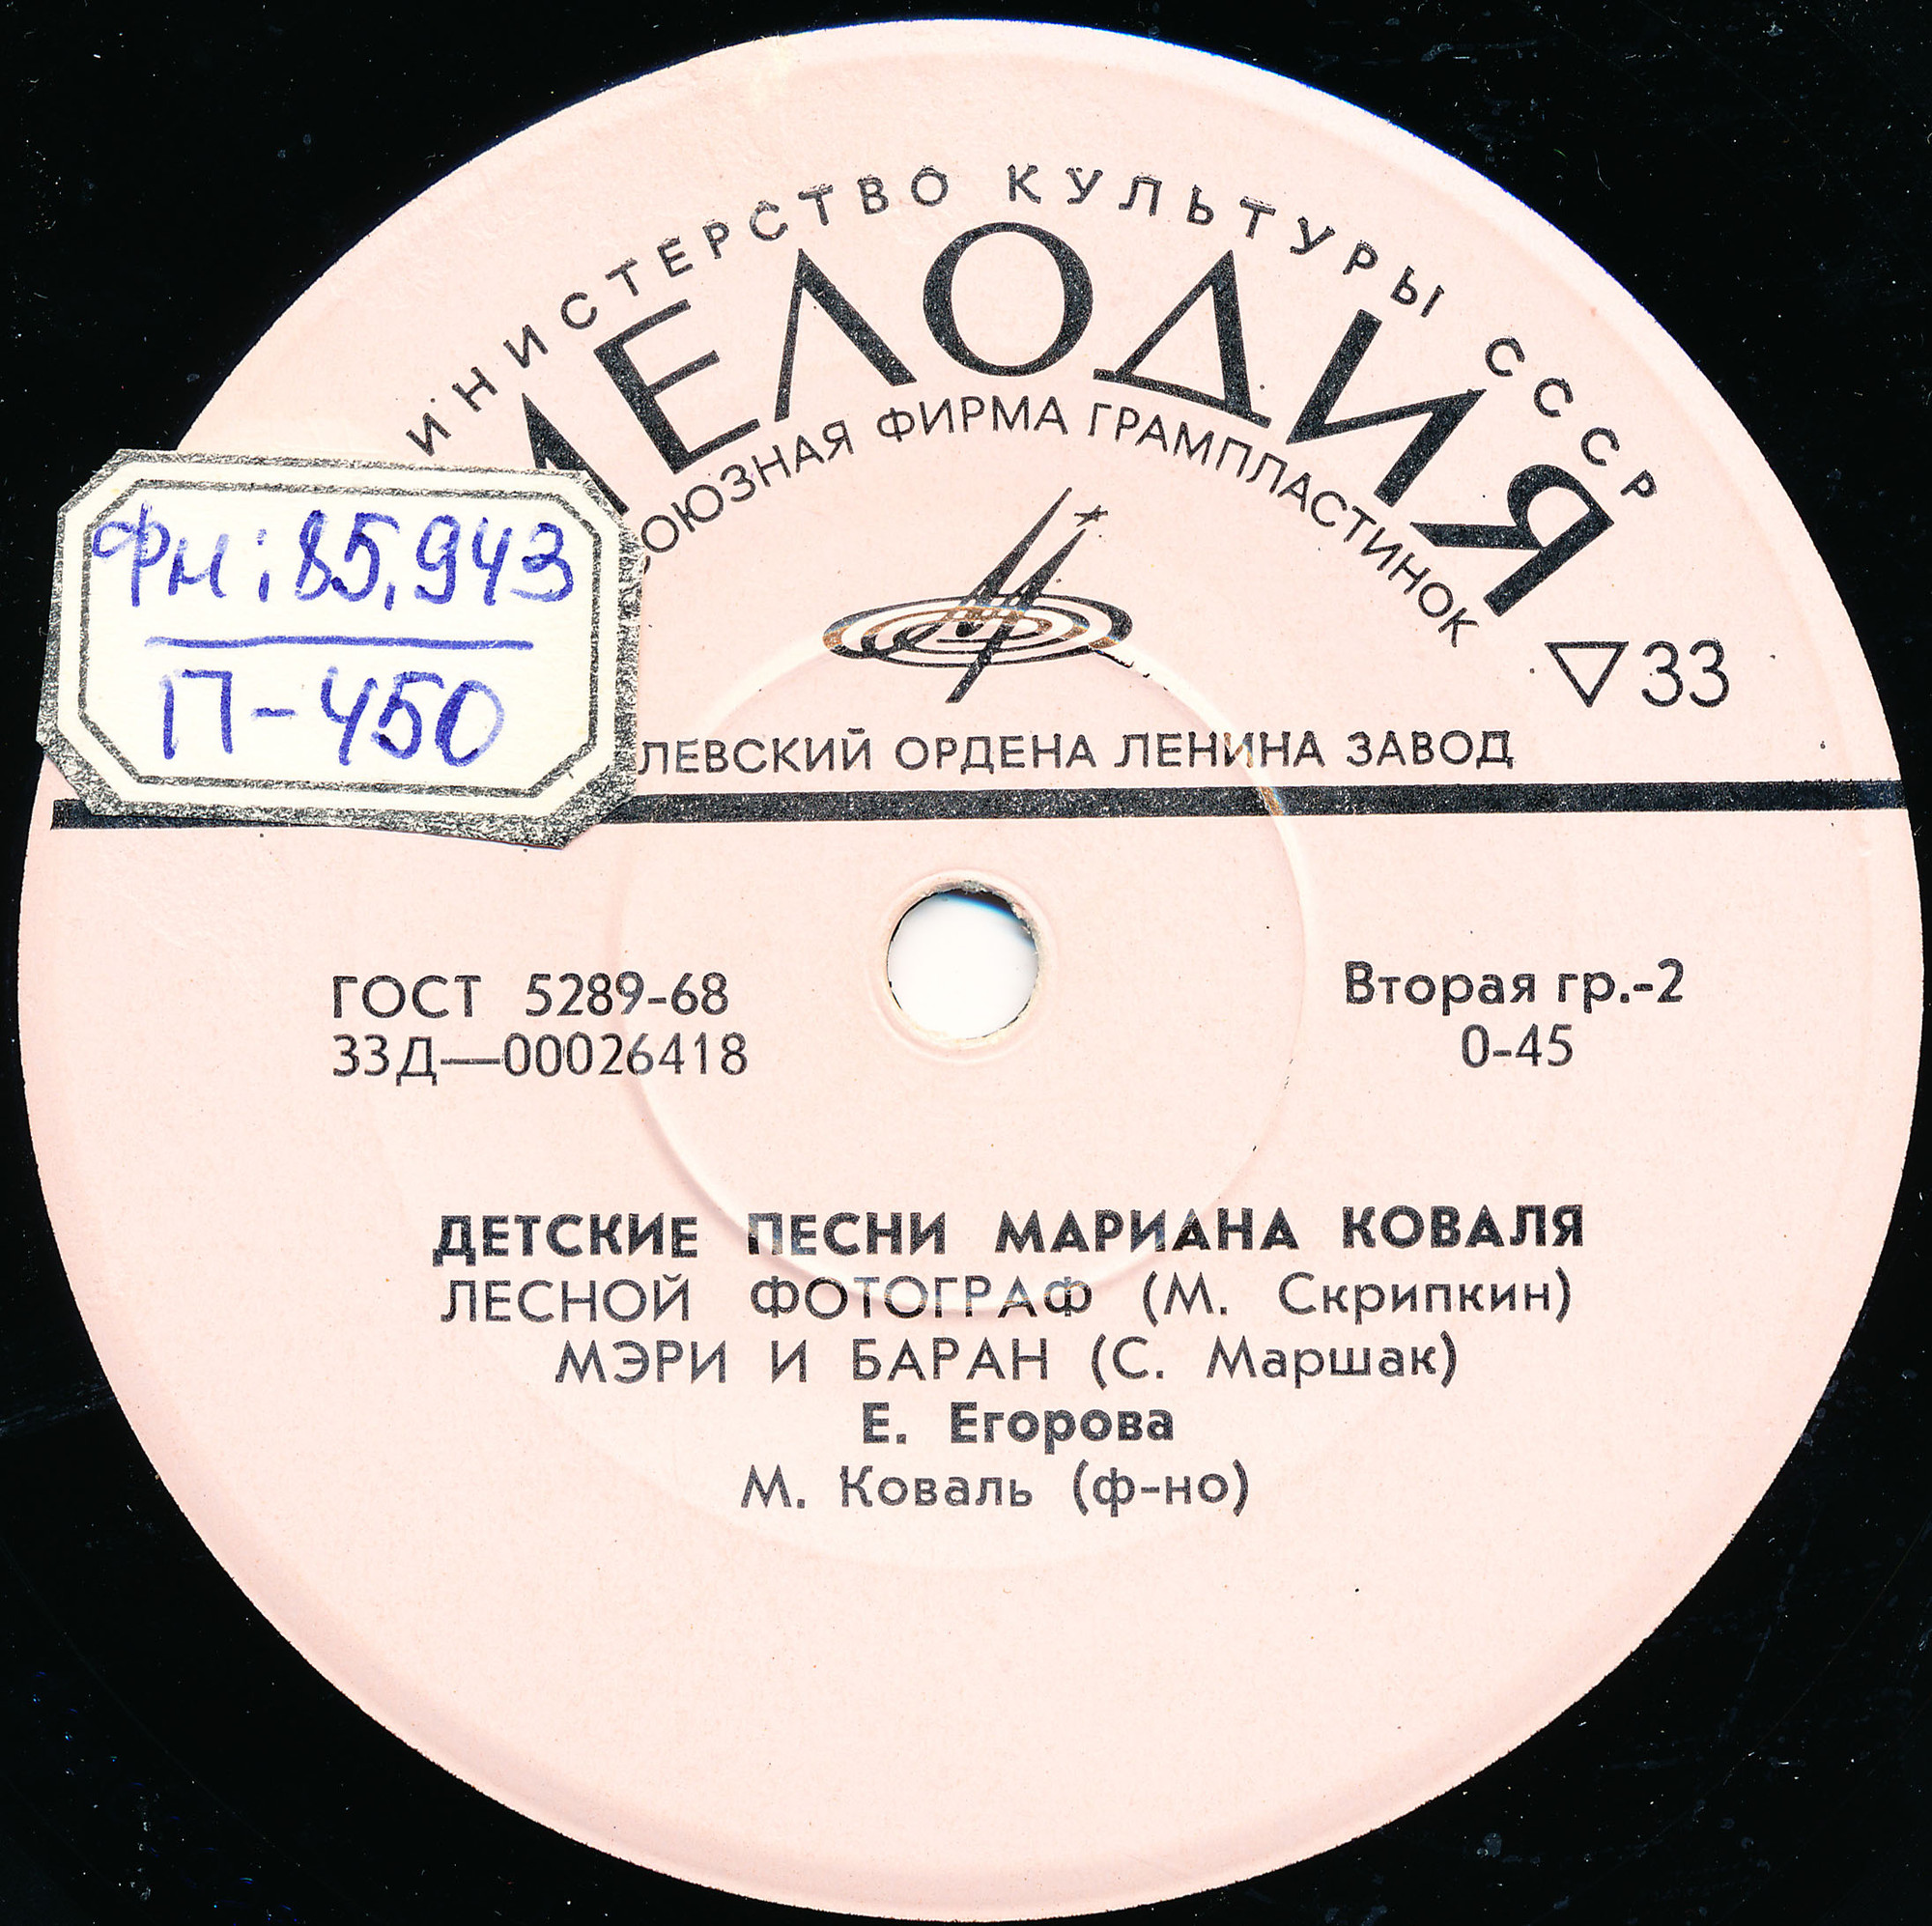 ИНИСТЕРСТВО КУЛЬТУРЫ СССР
МЕЛОДИЯ
СОЮЗНАЯ ФИРМА ГРАМПЛАСТИНОК
Фн: 85,943
П-450
▽33
ЛЕВСКИЙ ОРДЕНА ЛЕНИНА ЗАВОД
ГОСТ 5289-68
Вторая гр.-2
33Д—00026418
0-45
ДЕТСКИЕ ПЕСНИ МАРИАНА КОВАЛЯ
ЛЕСНОЙ ФОТОГРАФ (М. Скрипкин)
МЭРИ И БАРАН (С. Маршак)
Е. Егорова
М. Коваль (ф-но)